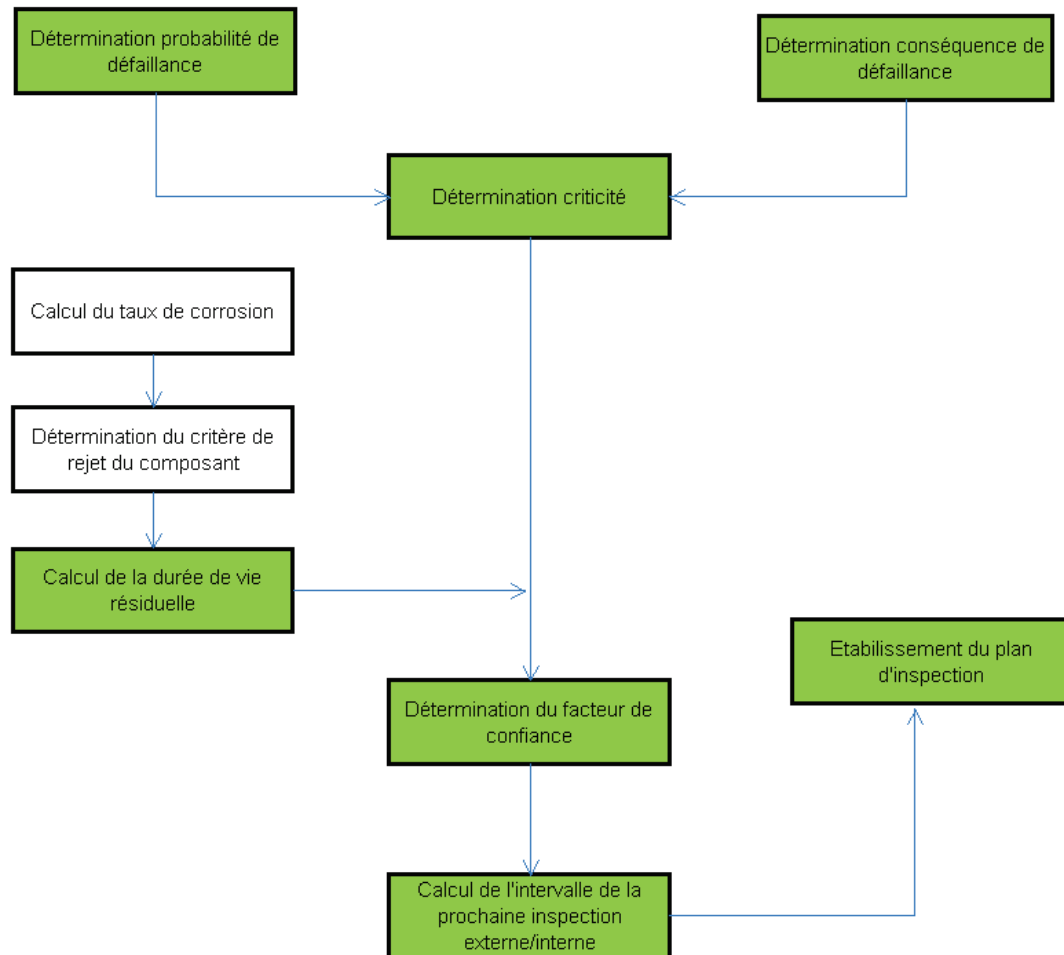 Détermination probabilité de
défaillance
Détermination conséquence de
défaillance
Détermination criticité
Calcul du taux de corrosion
Détermination du critère de
rejet du composant
Calcul de la durée de vie
résiduelle
Etabilissement du plan
d'inspection
Détermination du facteur de
confiance
Calcul de l'intervalle de la
prochaine inspection
externe/interne